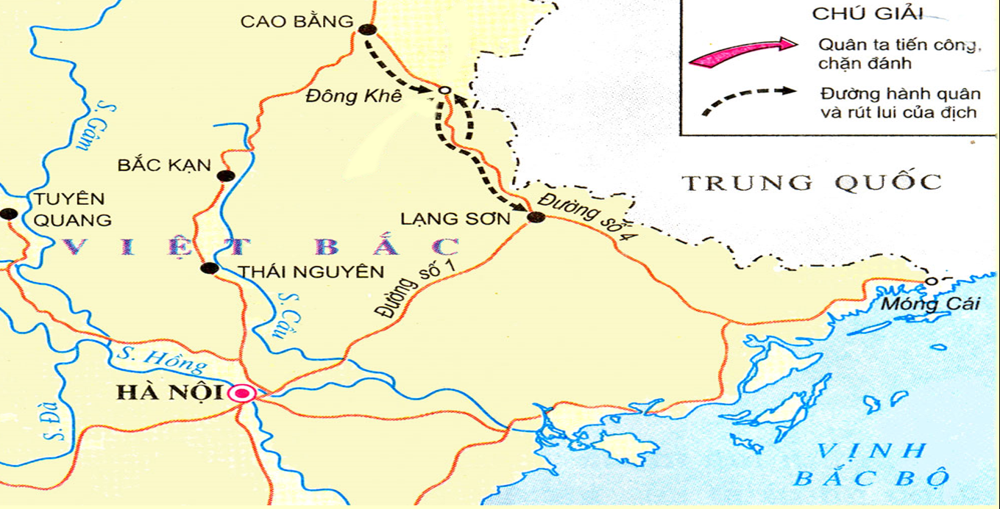 CAO BẰNG
Đông Khê
S. Gâm
BẮC KẠN
TUYÊN
QUANG
LẠNG SƠN
Đường số 4
VIỆT BẮC
THÁI NGUYÊN
Đường số 1
S. Cầu
S. Hồng
HÀ NỘI
S. Đà
Móng Cái
VỊNH
BẮC BỘ
TRUNG QUỐC
CHÚ GIẢI
Quân ta tiến công,
chặn đánh
Đường hành quân
và rút lui của địch